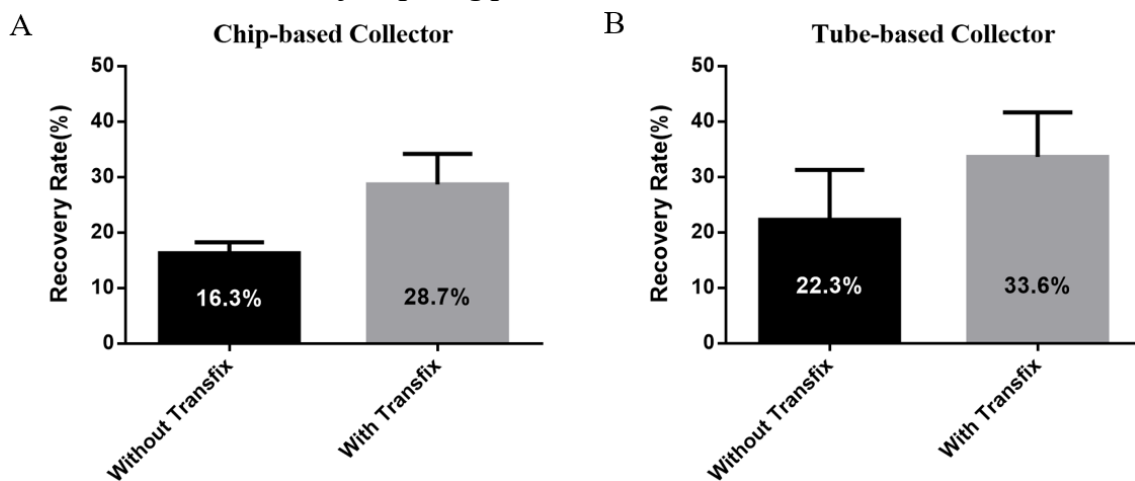 A
Chip-based Collector
Recovery Rate(%)
50
40
30
20
10
0
16.3%
28.7%
Without Transfix
With Transfix
B
Tube-based Collector
Recovery Rate(%)
50
40
30
20
10
0
22.3%
33.6%
Without Transfix
With Transfix